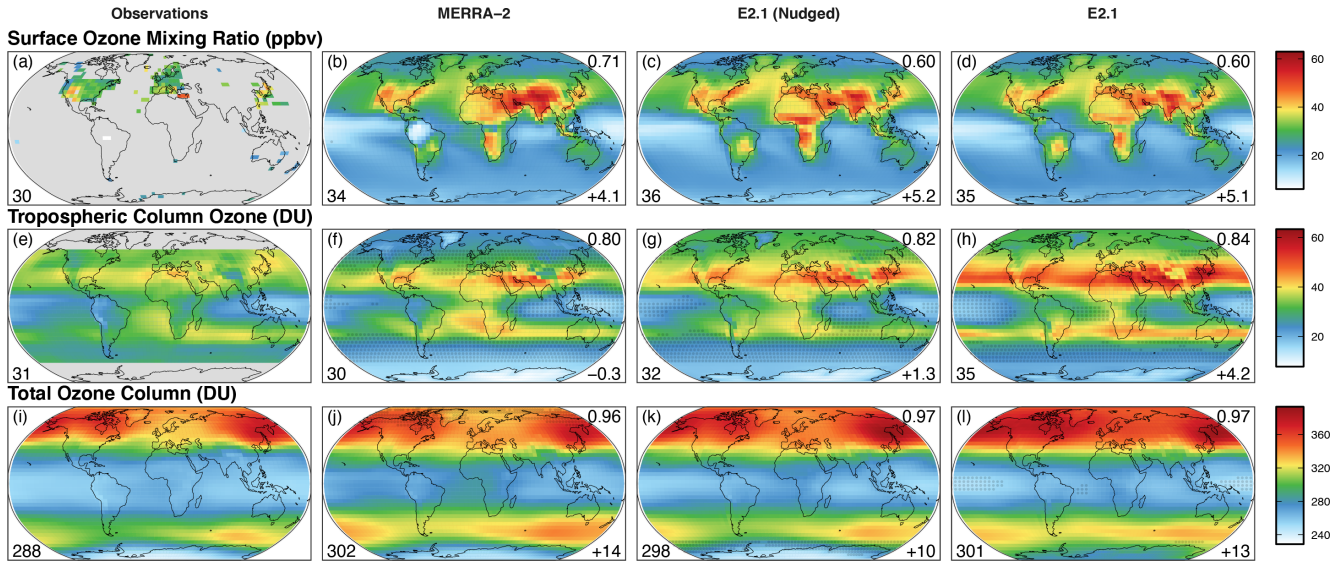 Observations MERRA−2 E2.1 (Nudged) E2.1
Surface Ozone Mixing Ratio (ppbv)
(a) (b) 0.71 (c) 0.60 (d) 0.60
60
40
20
30 34 +4.1 36 +5.2 35 +5.1
Tropospheric Column Ozone (DU)
(e) (f) 0.80 (g) 0.82 (h) 0.84
60
40
20
31 30 −0.3 32 +1.3 35 +4.2
Total Ozone Column (DU)
(i) (j) 0.96 (k) 0.97 (l) 0.97
360
340
320
300
280
260
240
288 302 +14 298 +10 301 +13